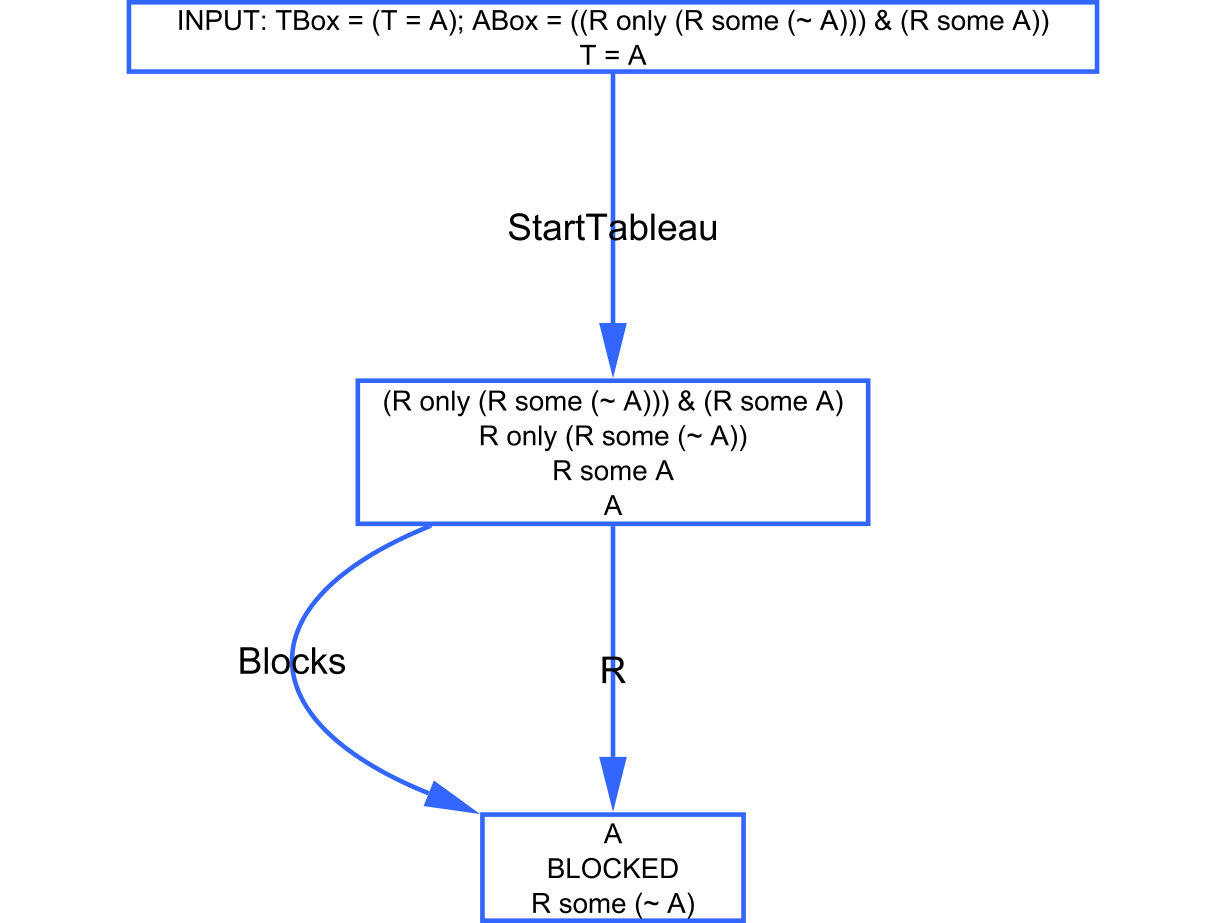 INPUT: TBox = (T = A); ABox = ((R only (R some (~ A))) & (R some A))
T = A
StartTableau
(R only (R some (~ A))) & (R some A)
R only (R some (~ A))
R some A
A
Blocks
R
A
BLOCKED
R some (~ A)